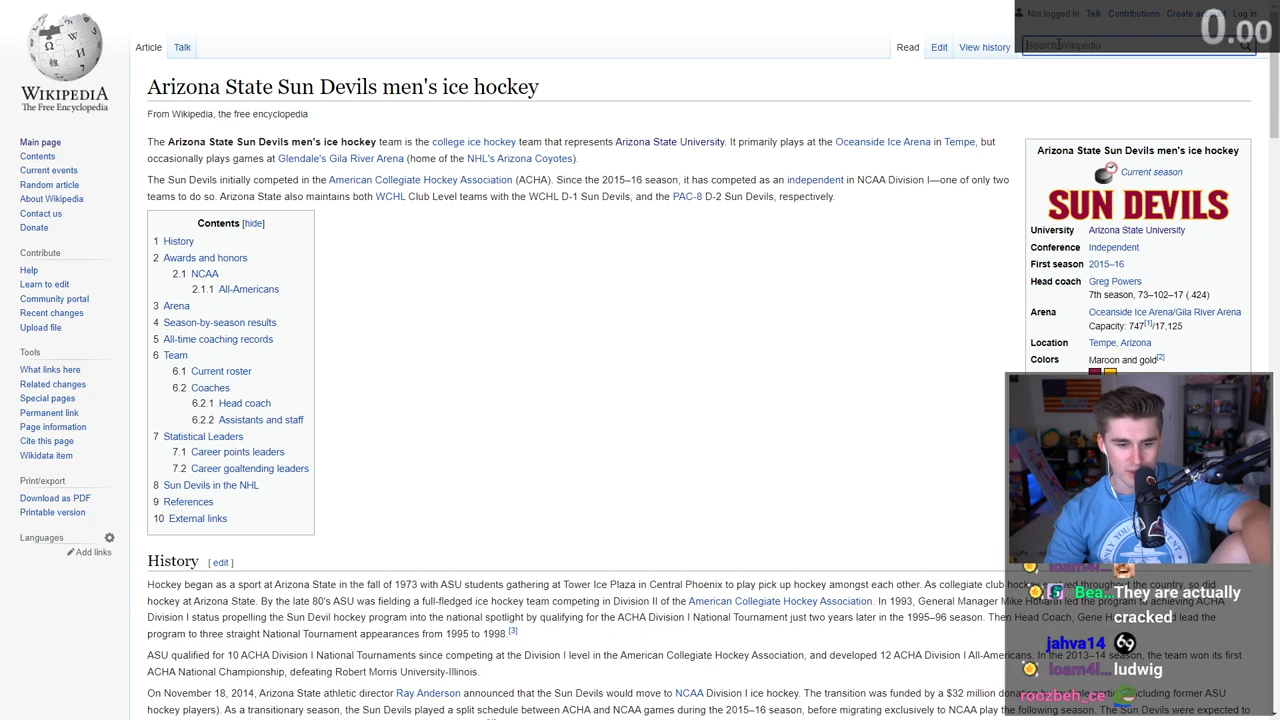 Not logged in Talk Contributions Create account Log in
0.00
Article Talk
Read Edit View history
Search Wikipedia
WIKIPEDIA
The Free Encyclopedia
Main page
Contents
Current events
Random article
About Wikipedia
Contact us
Donate
Contribute
Help
Learn to edit
Community portal
Recent changes
Upload file
Tools
What links here
Related changes
Special pages
Permanent link
Page information
Cite this page
Wikidata item
Print/export
Download as PDF
Printable version
Languages
Add links
Arizona State Sun Devils men's ice hockey
From Wikipedia, the free encyclopedia
The Arizona State Sun Devils men's ice hockey team is the college ice hockey team that represents Arizona State University. It primarily plays at the Oceanside Ice Arena in Tempe, but
occasionally plays games at Glendale's Gila River Arena (home of the NHL's Arizona Coyotes).
The Sun Devils initially competed in the American Collegiate Hockey Association (ACHA). Since the 2015–16 season, it has competed as an independent in NCAA Division I—one of only two
teams to do so. Arizona State also maintains both WCHL Club Level teams with the WCHL D-1 Sun Devils, and the PAC-8 D-2 Sun Devils, respectively.
Contents [hide]
1 History
2 Awards and honors
2.1 NCAA
2.1.1 All-Americans
3 Arena
4 Season-by-season results
5 All-time coaching records
6 Team
6.1 Current roster
6.2 Coaches
6.2.1 Head coach
6.2.2 Assistants and staff
7 Statistical Leaders
7.1 Career points leaders
7.2 Career goaltending leaders
8 Sun Devils in the NHL
9 References
10 External links
Arizona State Sun Devils men's ice hockey
Current season
SUN DEVILS
University Arizona State University
Conference Independent
First season 2015–16
Head coach Greg Powers
7th season, 73–102–17 (.424)
Arena Oceanside Ice Arena/Gila River Arena
Capacity: 747[1]/17,125
Location Tempe, Arizona
Colors Maroon and gold[2]
History [ edit ]
Hockey began as a sport at Arizona State in the fall of 1973 with ASU students gathering at Tower Ice Plaza in Central Phoenix to play pick up hockey amongst each other. As collegiate club hockey evolved throughout the country, so did
hockey at Arizona State. By the late 80's ASU was icing a full-fledged ice hockey team competing in Division II of the American Collegiate Hockey Association. In 1993, General Manager Mike led the program to achieving ACHA
Division I status propelling the Sun Devil hockey program into the national spotlight by qualifying for the ACHA Division I National Tournament just two years later in the 1995–96 season. Then Head Coach, Gene lead the
program to three straight National Tournament appearances from 1995 to 1998.[3]
ASU qualified for 10 ACHA Division I National Tournaments since competing at the Division I level in the American Collegiate Hockey Association, and developed 12 ACHA Division I All-Americans. In the 2013–14 season, the team won its first
ACHA National Championship, defeating Robert Morris University-Illinois.
On November 18, 2014, Arizona State athletic director Ray Anderson announced that the Sun Devils would move to NCAA Division I ice hockey. The transition was funded by a $32 million donation by including former ASU
hockey players). As a transitionary season, the Sun Devils played a split schedule between ACHA and NCAA games during the 2015–16 season, before migrating exclusively to NCAA play the following season. The Sun Devils were expected to
Bea... They are actually
cracked
jahva14
loam4l... ludwig
roozbeh_ce